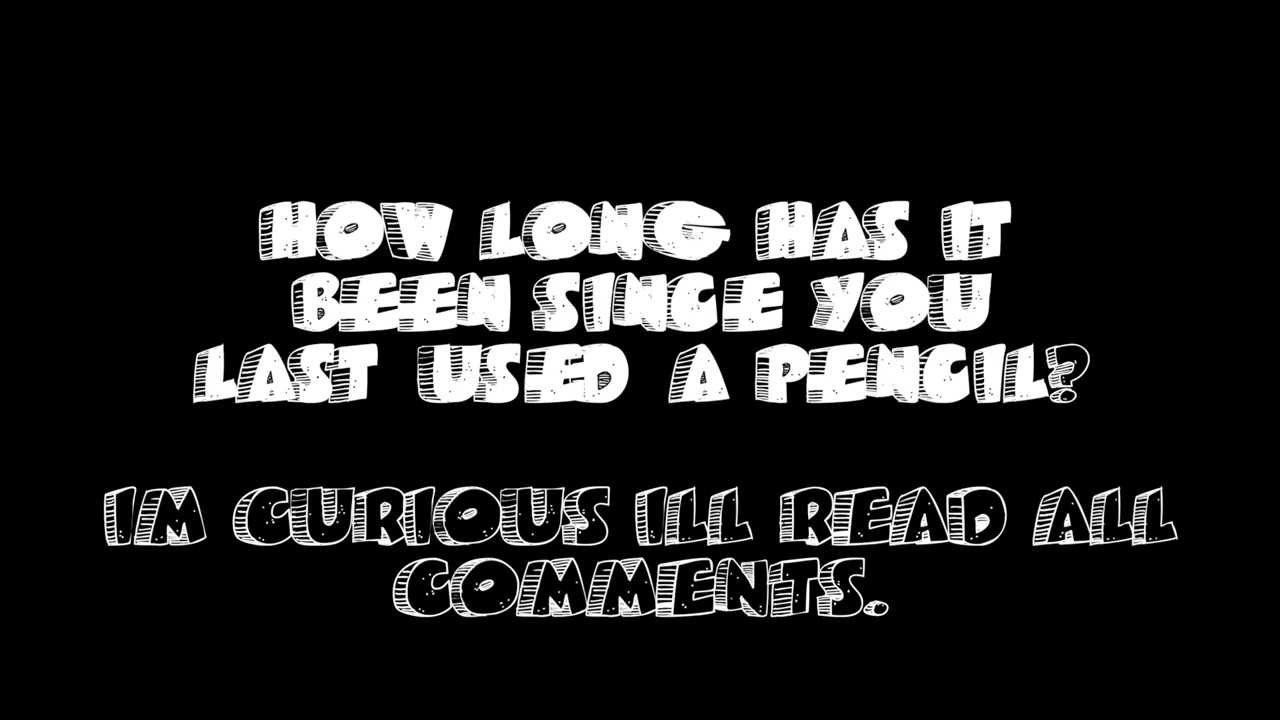 HOW LONG HAS IT
BEEN SINCE YOU
LAST USED A PENCIL?
IM CURIOUS ILL READ ALL
COMMENTS.